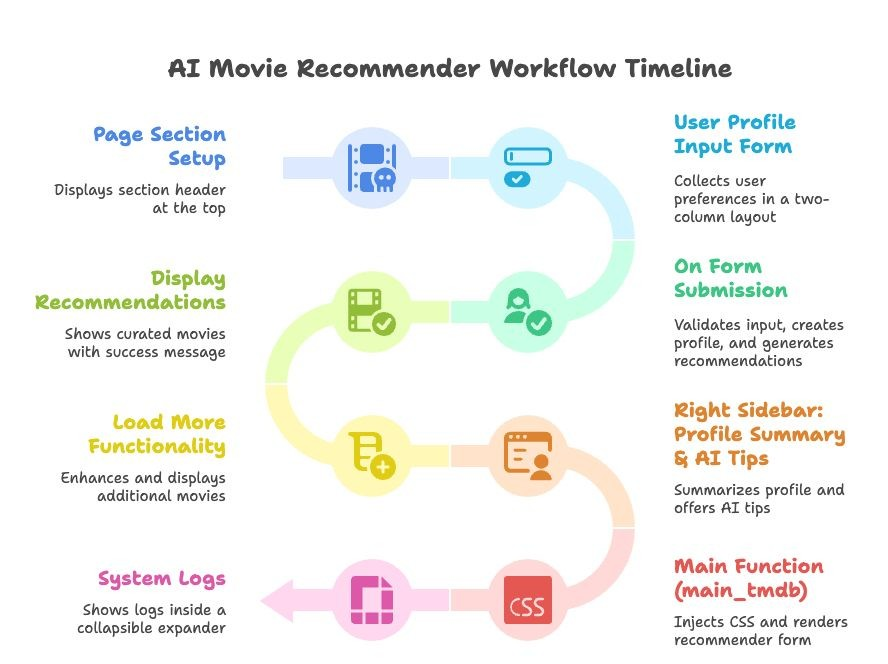 AI Movie Recommender Workflow Timeline
Page Section
Setup
Displays section header
at the top
User Profile
Input Form
Collects user
preferences in a two-
column layout
On Form
Submission
Validates input, creates
profile, and generates
recommendations
Display
Recommendations
Shows curated movies
with success message
Load More
Functionality
Enhances and displays
additional movies
Right Sidebar:
Profile Summary
& AI Tips
Summarizes profile and
offers AI tips
Main Function
(main_tmdb)
Injects CSS and renders
recommender form
CSS
System Logs
Shows logs inside a
collapsible expander